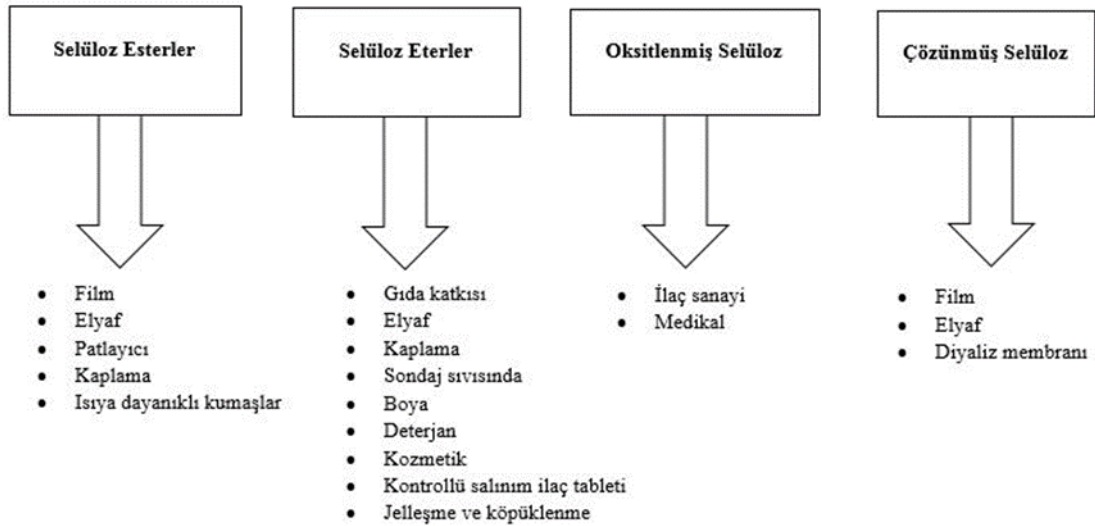 Selüloz Esterler
Selüloz Eterler
Oksitlenmiş Selüloz
Çözünmüş Selüloz
Film
Elyaf
Patlayıcı
Kaplama
Isıya dayanıklı kumaşlar
Gıda katkısı
Elyaf
Kaplama
Sondaj sıvısında
Boya
Deterjan
Kozmetik
Kontrollü salınım ilaç tableti
Jelleşme ve köpüklenme
İlaç sanayi
Medikal
Film
Elyaf
Diyaliz membranı